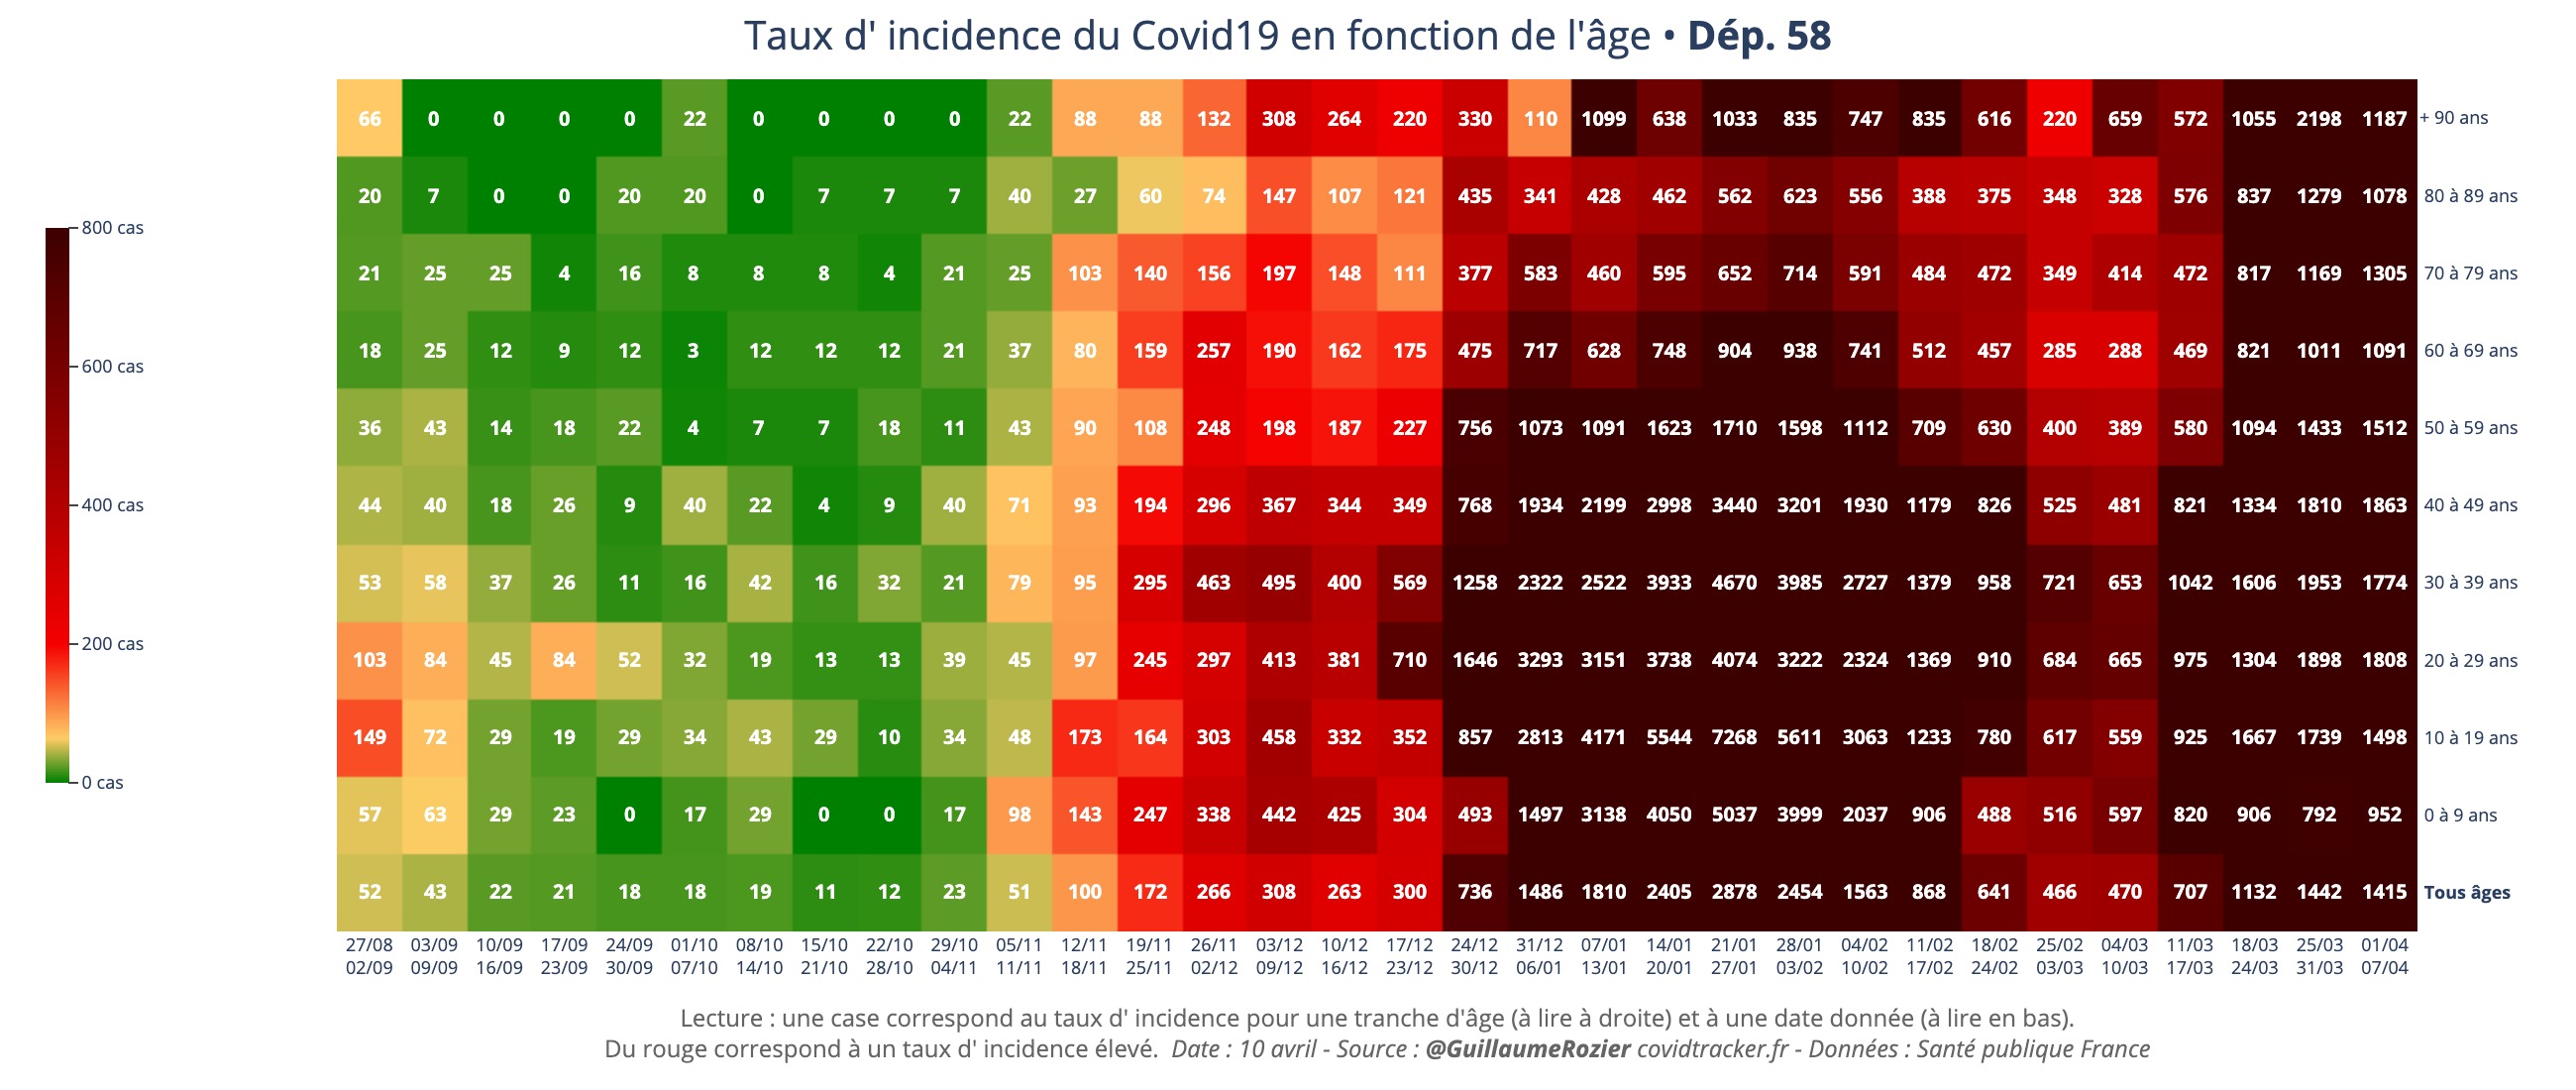 Taux d' incidence du Covid19 en fonction de l'âge • Dép. 58
800 cas
600 cas
400 cas
200 cas
0 cas
66 0 0 0 0 22 0 0 0 0 22 88 88 132 308 264 220 330 110 1099 638 1033 835 747 835 616 220 659 572 1055 2198 1187 + 90 ans
20 7 0 0 20 20 0 7 7 7 40 27 60 74 147 107 121 435 341 428 462 562 623 556 388 375 348 328 576 837 1279 1078 80 à 89 ans
21 25 25 4 16 8 8 8 4 21 25 103 140 156 197 148 111 377 583 460 595 652 714 591 484 472 349 414 472 817 1169 1305 70 à 79 ans
18 25 12 9 12 3 12 12 12 21 37 80 159 257 190 162 175 475 717 628 748 904 938 741 512 457 285 288 469 821 1011 1091 60 à 69 ans
36 43 14 18 22 4 7 7 18 11 43 90 108 248 198 187 227 756 1073 1091 1623 1710 1598 1112 709 630 400 389 580 1094 1433 1512 50 à 59 ans
44 40 18 26 9 40 22 4 9 40 71 93 194 296 367 344 349 768 1934 2199 2998 3440 3201 1930 1179 826 525 481 821 1334 1810 1863 40 à 49 ans
53 58 37 26 11 16 42 16 32 21 79 95 295 463 495 400 569 1258 2322 2522 3933 4670 3985 2727 1379 958 721 653 1042 1606 1953 1774 30 à 39 ans
103 84 45 84 52 32 19 13 13 39 45 97 245 297 413 381 710 1646 3293 3151 3738 4074 3222 2324 1369 910 684 665 975 1304 1898 1808 20 à 29 ans
149 72 29 19 29 34 43 29 10 34 48 173 164 303 458 332 352 857 2813 4171 5544 7268 5611 3063 1233 780 617 559 925 1667 1739 1498 10 à 19 ans
57 63 29 23 0 17 29 0 0 17 98 143 247 338 442 425 304 493 1497 3138 4050 5037 3999 2037 906 488 516 597 820 906 792 952 0 à 9 ans
52 43 22 21 18 18 19 11 12 23 51 100 172 266 308 263 300 736 1486 1810 2405 2878 2454 1563 868 641 466 470 707 1132 1442 1415 Tous âges
27/08 03/09 10/09 17/09 24/09 01/10 08/10 15/10 22/10 29/10 05/11 12/11 19/11 26/11 03/12 10/12 17/12 24/12 31/12 07/01 14/01 21/01 28/01 04/02 11/02 18/02 25/02 04/03 11/03 18/03 25/03 01/04
02/09 09/09 16/09 23/09 30/09 07/10 14/10 21/10 28/10 04/11 11/11 18/11 25/11 02/12 09/12 16/12 23/12 30/12 06/01 13/01 20/01 27/01 03/02 10/02 17/02 24/02 03/03 10/03 17/03 24/03 31/03 07/04
Lecture : une case correspond au taux d' incidence pour une tranche d'âge (à lire à droite) et à une date donnée (à lire en bas).
Du rouge correspond à un taux d' incidence élevé. Date : 10 avril - Source : @GuillaumeRozier covidtracker.fr - Données : Santé publique France